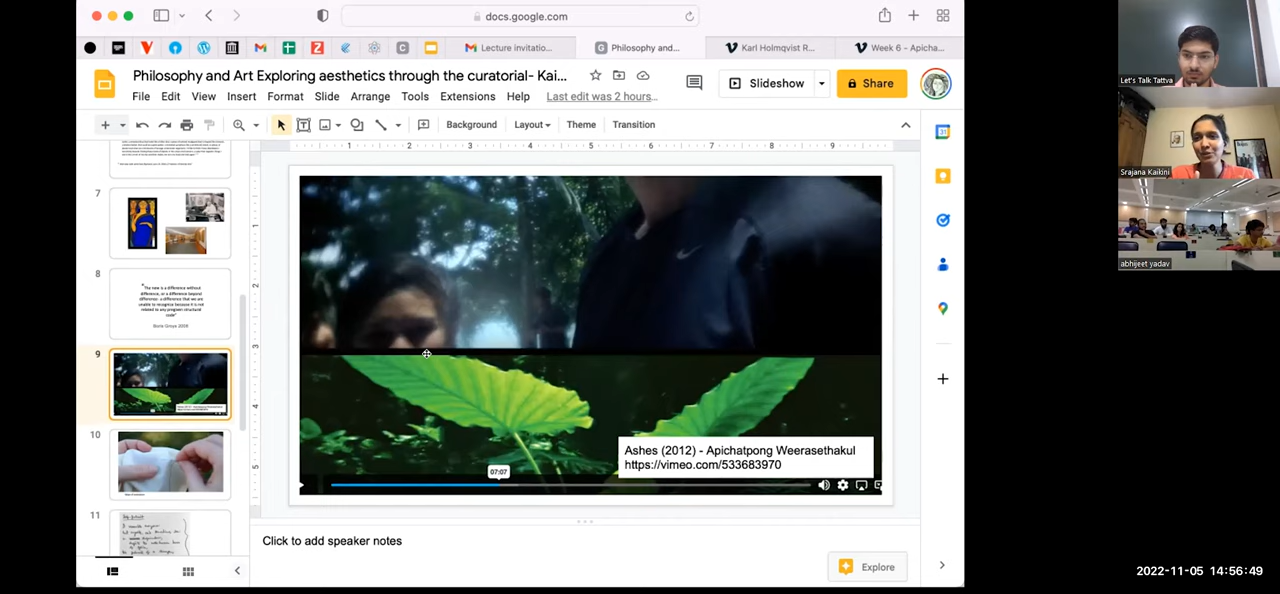 docs.google.com
Lecture invitatio...
Philosophy and...
Karl Holmqvist R...
Week 6 - Apicha...
Philosophy and Art Exploring aesthetics through the curatorial- Kai...
File Edit View Insert Format Slide Arrange Tools Extensions Help Last edit was 2 hours...
Slideshow
Share
Background Layout Theme Transition
7
8
"The new is a difference without
difference, or a difference beyond
difference- a difference that we are
unable to recognise because it is not
related to any pregiven structural
code"
Boris Groys 2008
9
10
11
Ashes (2012) - Apichatpong Weerasethakul
https://vimeo.com/533683970
07:07
Click to add speaker notes
Explore
Let's Talk Tattva
Srajana Kaikini
abhijeet yadav
2022-11-05 14:56:49